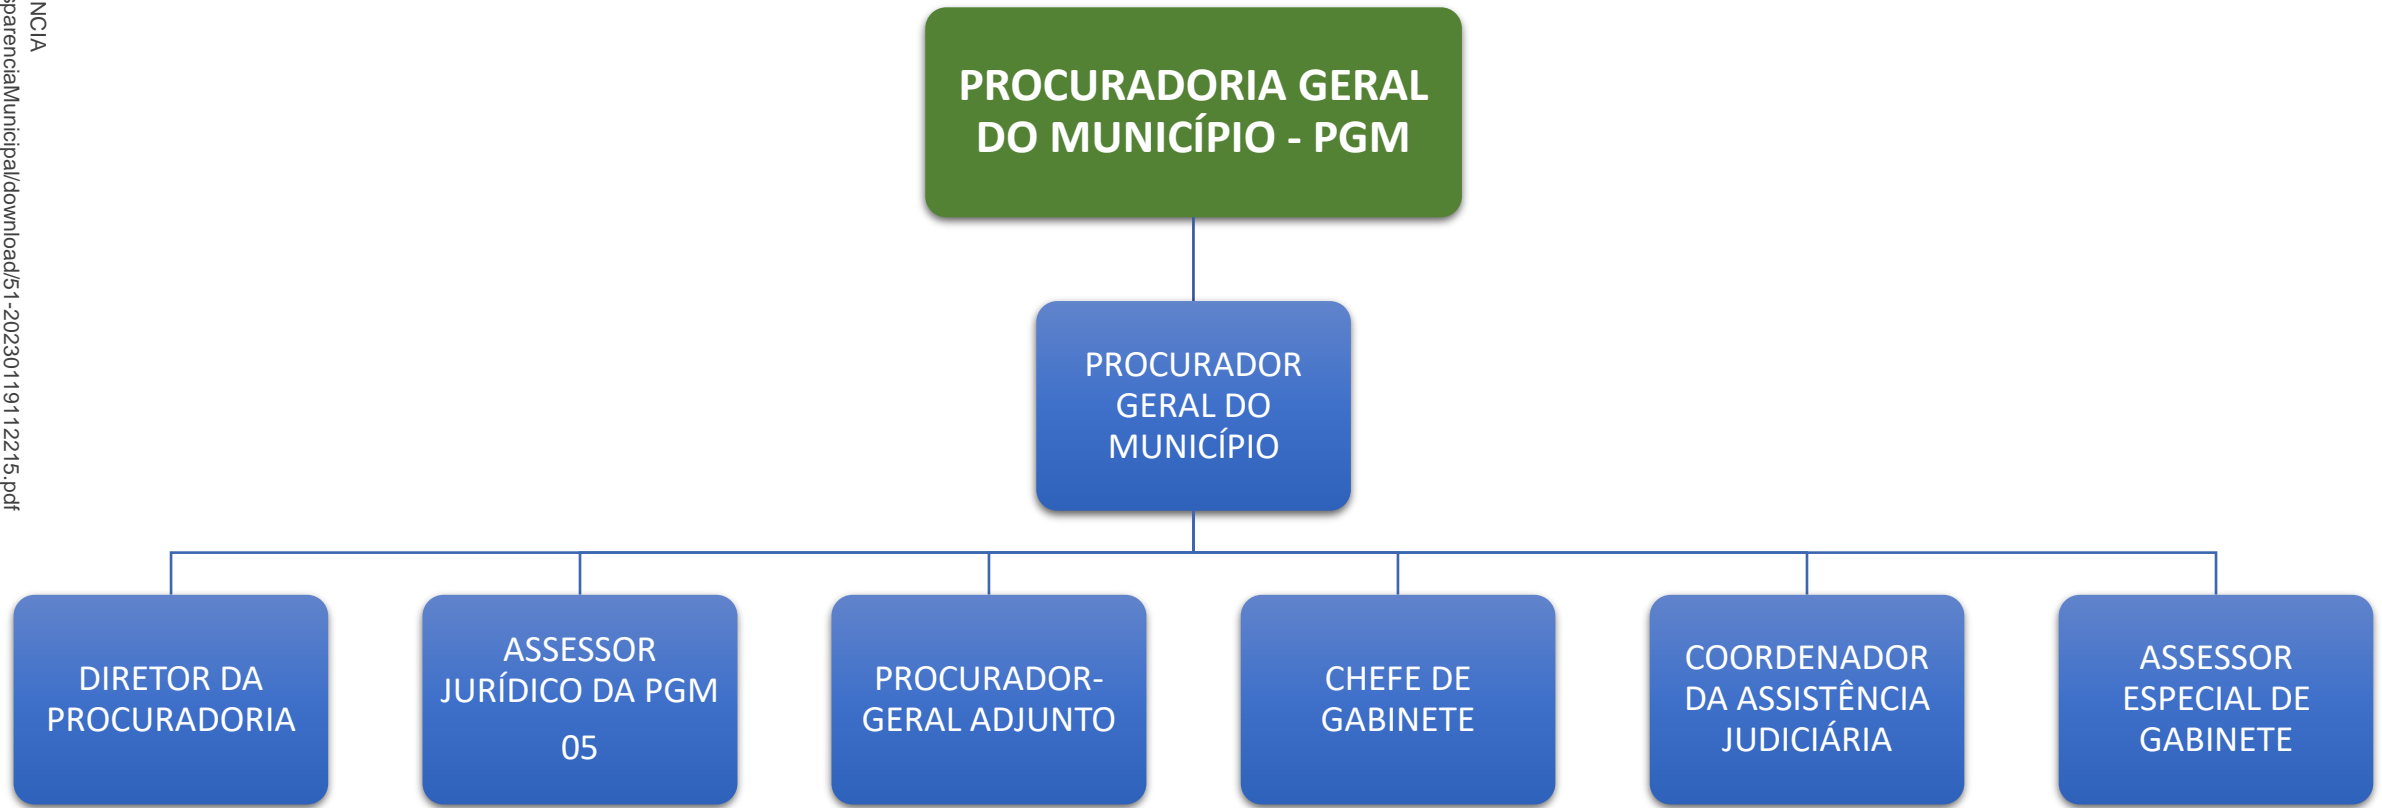 NCIA
sparenciaMunicipal/download/51-20230119112215.pdf
PROCURADORIA GERAL
DO MUNICÍPIO - PGM
PROCURADOR
GERAL DO
MUNICÍPIO
DIRETOR DA
PROCURADORIA
ASSESSOR
JURÍDICO DA PGM
05
PROCURADOR-
GERAL ADJUNTO
CHEFE DE
GABINETE
COORDENADOR
DA ASSISTÊNCIA
JUDICIÁRIA
ASSESSOR
ESPECIAL DE
GABINETE